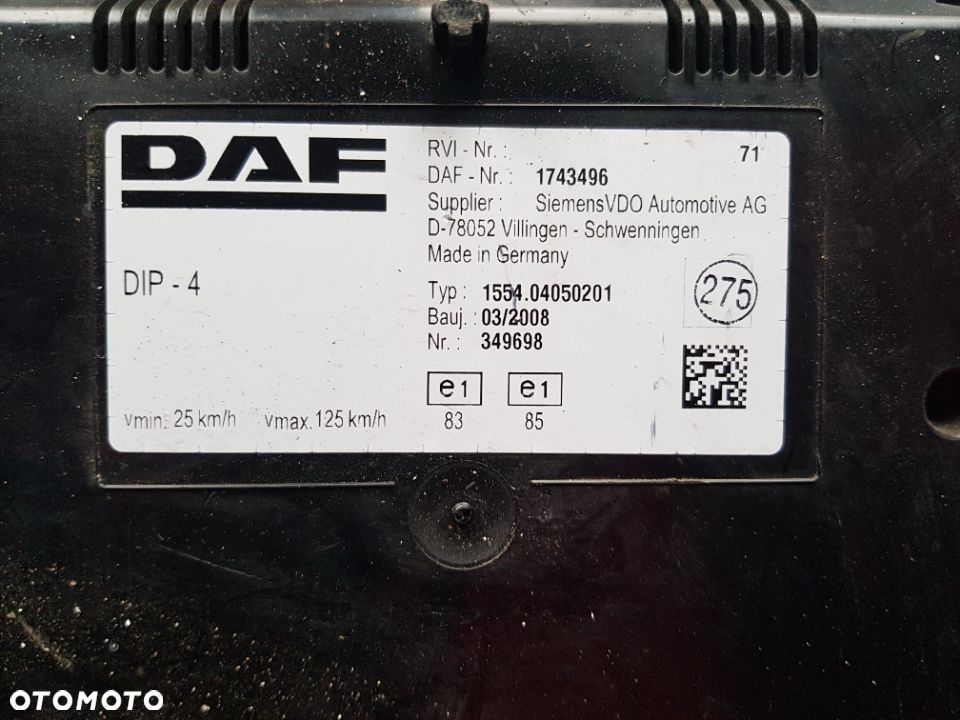 DAF
RVI - Nr. :
71
DAF - Nr. : 1743496
Supplier : SiemensVDO Automotive AG
D-78052 Villingen - Schwenningen
Made in Germany
DIP - 4
Typ : 1554.04050201
275
Bauj. : 03/2008
Nr. : 349698
e1 e1
83 85
vmin. 25 km/h vmax. 125 km/h
OTOMOTO